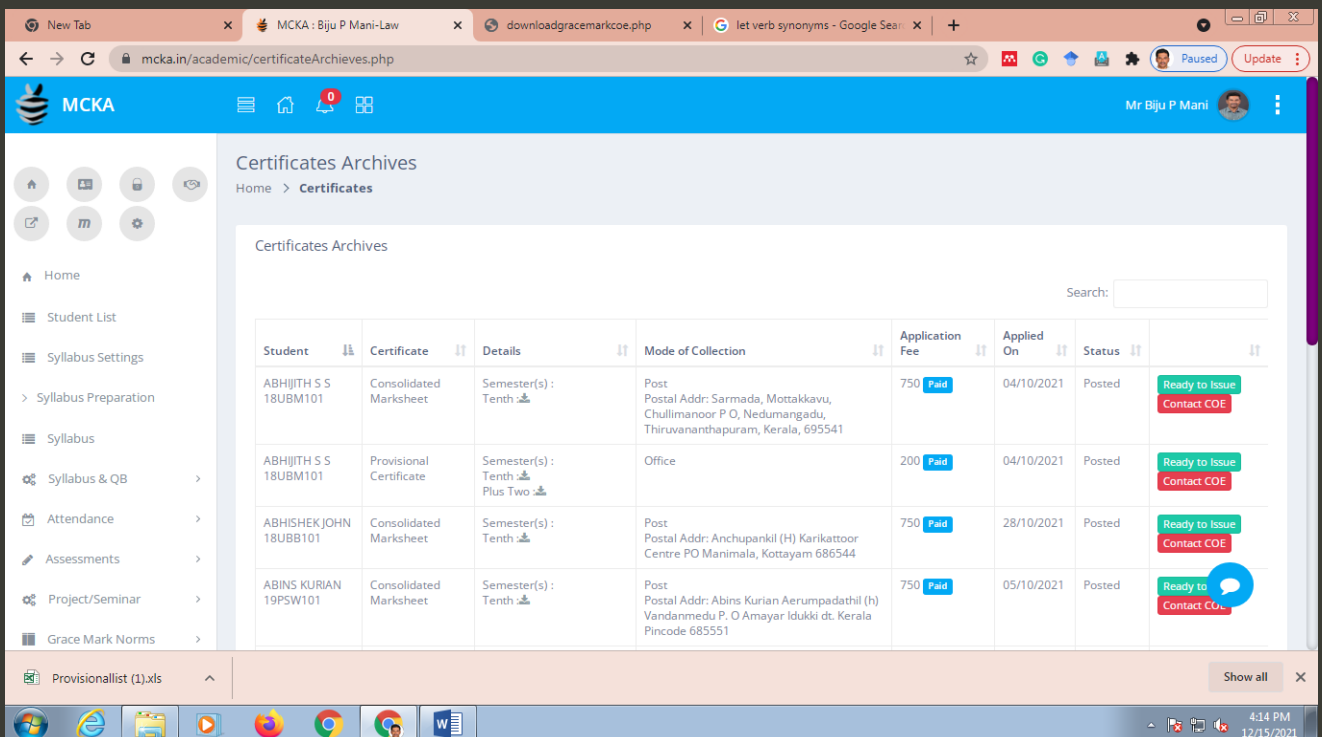 New Tab
MCKA : Biju P Mani-Law
downloadgracemarkcoe.php
let verb synonyms - Google Sear
mcka.in/academic/certificateArchieves.php
Paused
Update
MCKA
0
Mr Biju P Mani
Certificates Archives
Home > Certificates
m
Home
Student List
Syllabus Settings
> Syllabus Preparation
Syllabus
Syllabus & QB
Attendance
Assessments
Project/Seminar
Grace Mark Norms
Certificates Archives
Search:
Student
Certificate
Details
Mode of Collection
Application
Fee
Applied
On
Status
ABHIJITH S S
18UBM101
Consolidated
Marksheet
Semester(s) :
Tenth :
Post
Postal Addr: Sarmada, Mottakkavu,
Chullimanoor P O, Nedumangadu,
Thiruvananthapuram, Kerala, 695541
750 Paid
04/10/2021
Posted
Ready to Issue
Contact COE
ABHIJITH S S
18UBM101
Provisional
Certificate
Semester(s) :
Tenth :
Plus Two :
Office
200 Paid
04/10/2021
Posted
Ready to Issue
Contact COE
ABHISHEK JOHN
18UBB101
Consolidated
Marksheet
Semester(s) :
Tenth :
Post
Postal Addr: Anchupankil (H) Karikattoor
Centre PO Manimala, Kottayam 686544
750 Paid
28/10/2021
Posted
Ready to Issue
Contact COE
ABINS KURIAN
19PSW101
Consolidated
Marksheet
Semester(s) :
Tenth :
Post
Postal Addr: Abins Kurian Aerumpadathil (h)
Vandanmedu P. O Amayar Idukki dt. Kerala
Pincode 685551
750 Paid
05/10/2021
Posted
Ready to
Contact COE
Provisionallist (1).xls
Show all
4:14 PM
12/15/2021